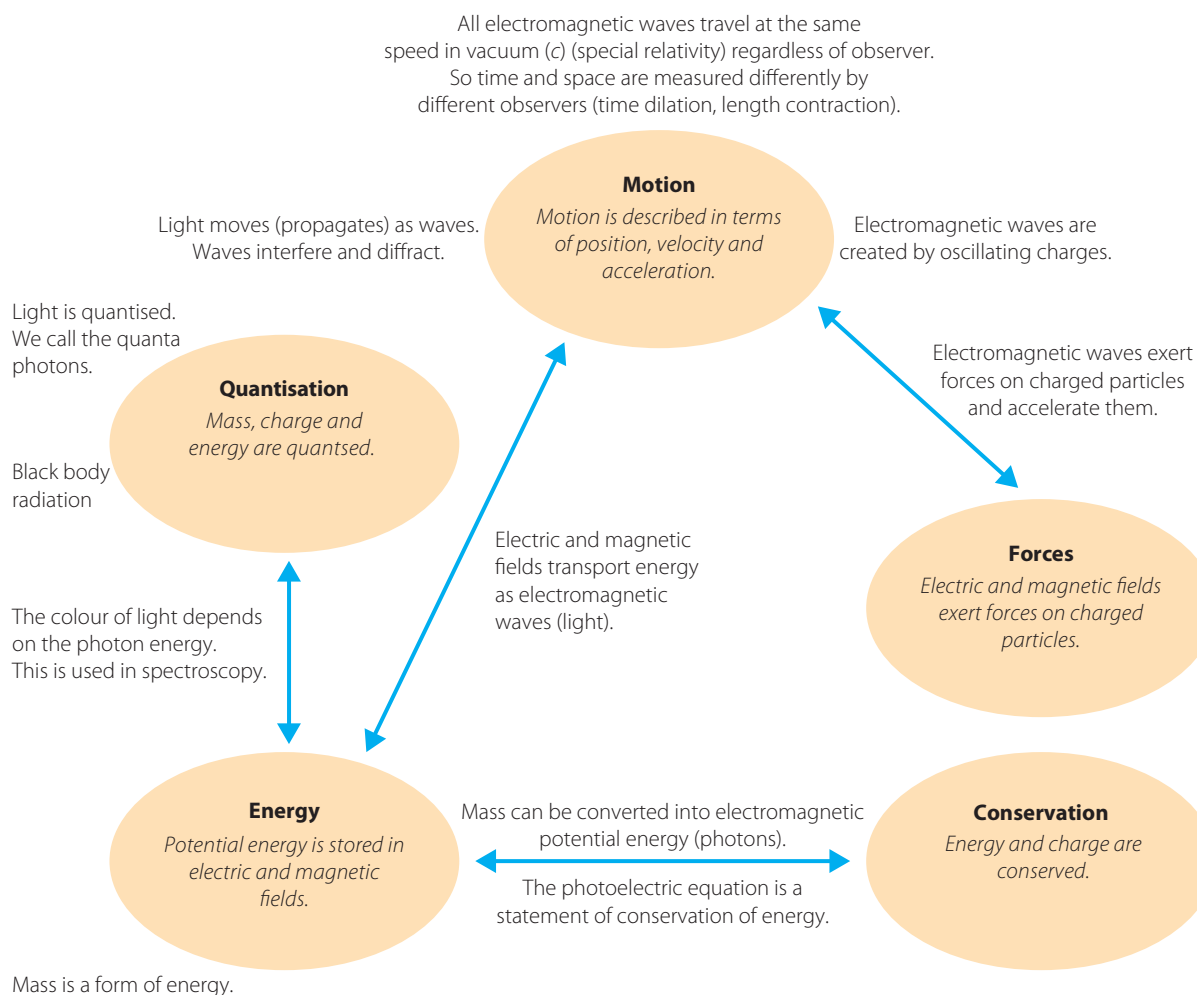 All electromagnetic waves travel at the same
speed in vacuum (c) (special relativity) regardless of observer.
So time and space are measured differently by
different observers (time dilation, length contraction).
Motion
Motion is described in terms
of position, velocity and
acceleration.
Light moves (propagates) as waves.
Waves interfere and diffract.
Electromagnetic waves are
created by oscillating charges.
Light is quantised.
We call the quanta
photons.
Quantisation
Mass, charge and
energy are quantsed.
Electromagnetic waves exert
forces on charged particles
and accelerate them.
Black body
radiation
Electric and magnetic
fields transport energy
as electromagnetic
waves (light).
Forces
Electric and magnetic fields
exert forces on charged
particles.
The colour of light depends
on the photon energy.
This is used in spectroscopy.
Energy
Potential energy is stored in
electric and magnetic
fields.
Mass can be converted into electromagnetic
potential energy (photons).
The photoelectric equation is a
statement of conservation of energy.
Conservation
Energy and charge are
conserved.
Mass is a form of energy.